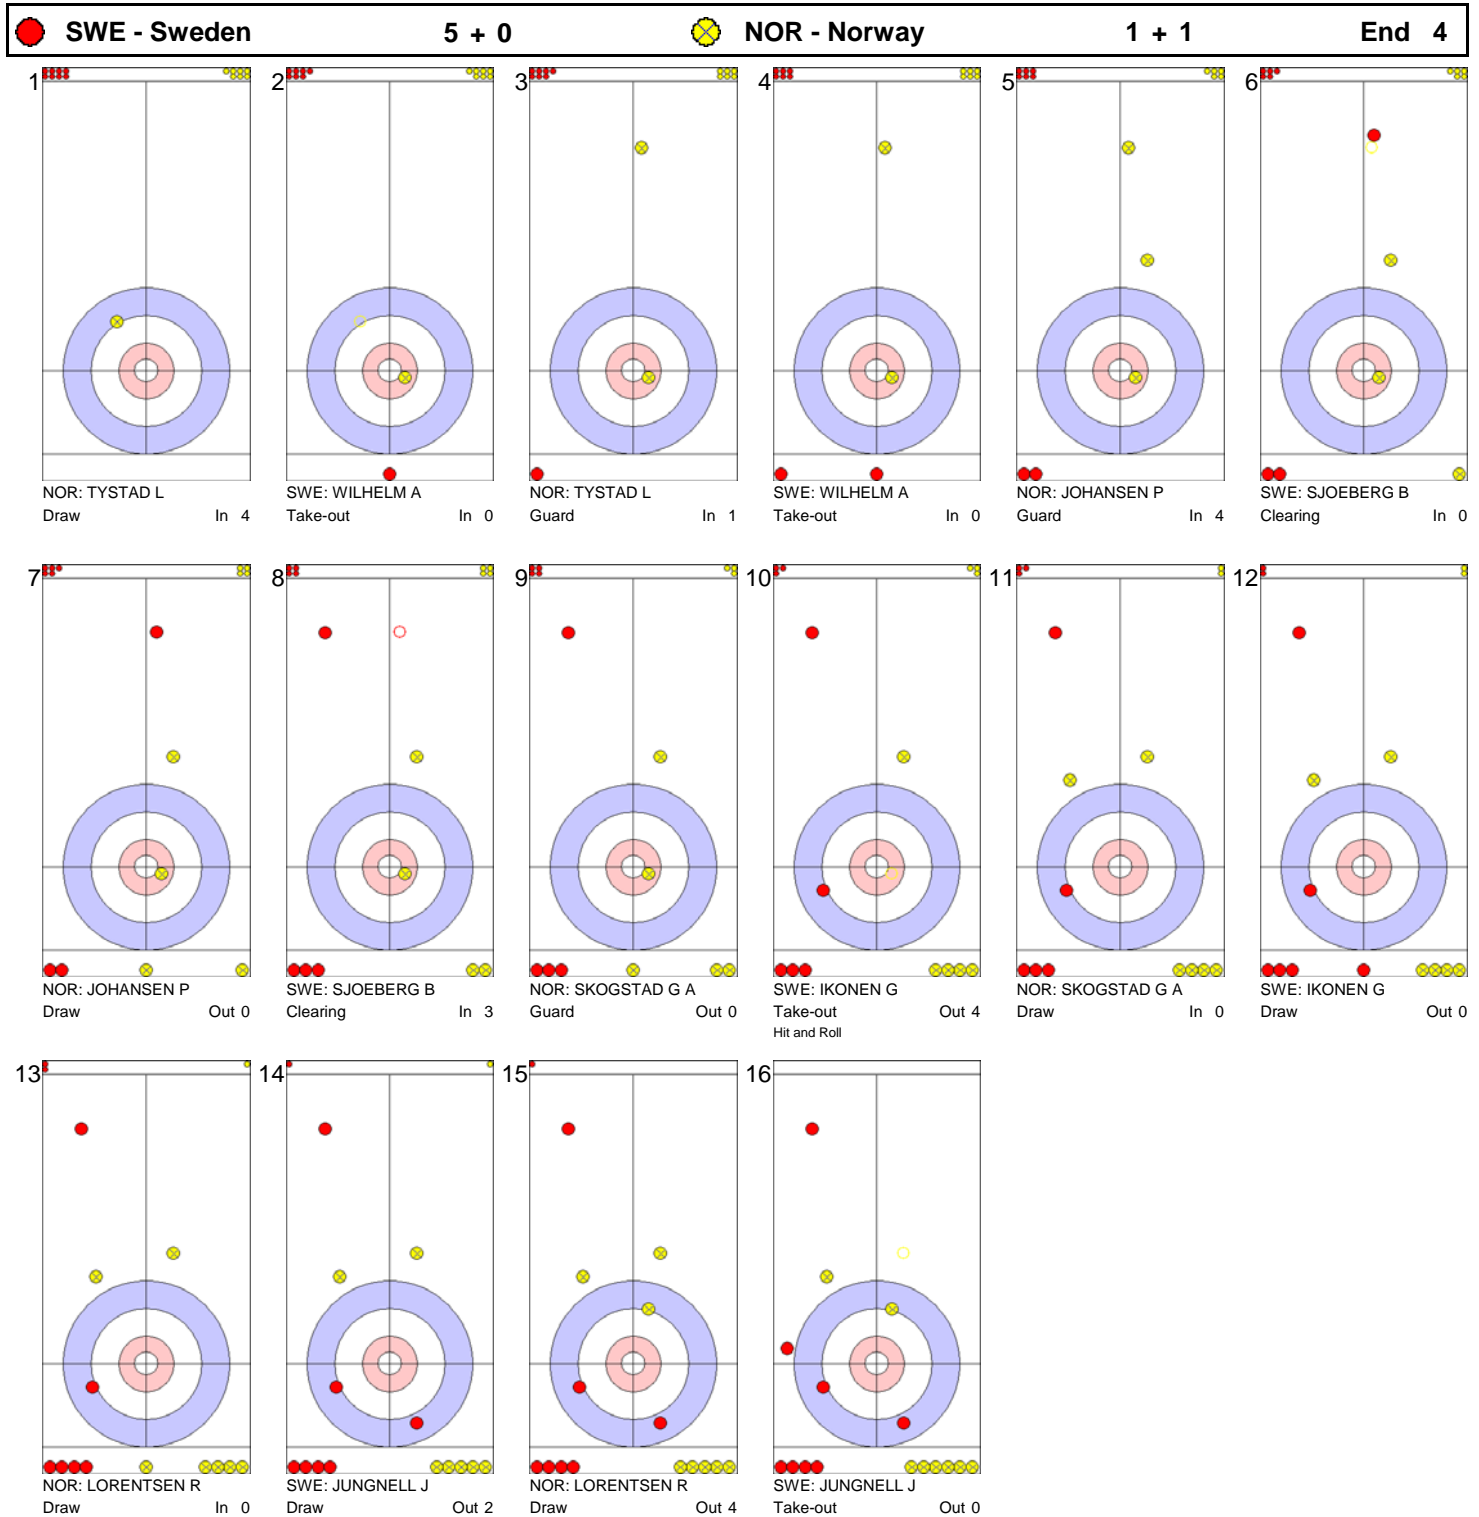 SWE - Sweden 5 + 0 NOR - Norway 1 + 1 End 4
1 2 3 4 5 6
NOR: TYSTAD L SWE: WILHELM A NOR: TYSTAD L SWE: WILHELM A NOR: JOHANSEN P SWE: SJOEBERG B
Draw In 4 Take-out In 0 Guard In 1 Take-out In 0 Guard In 4 Clearing In 0
7 8 9 10 11 12
NOR: JOHANSEN P SWE: SJOEBERG B NOR: SKOGSTAD G A SWE: IKONEN G NOR: SKOGSTAD G A SWE: IKONEN G
Draw Out 0 Clearing In 3 Guard Out 0 Take-out Out 4 Draw In 0 Draw Out 0
Hit and Roll
13 14 15 16
NOR: LORENTSEN R SWE: JUNGNELL J NOR: LORENTSEN R SWE: JUNGNELL J
Draw In 0 Draw Out 2 Draw Out 4 Take-out Out 0